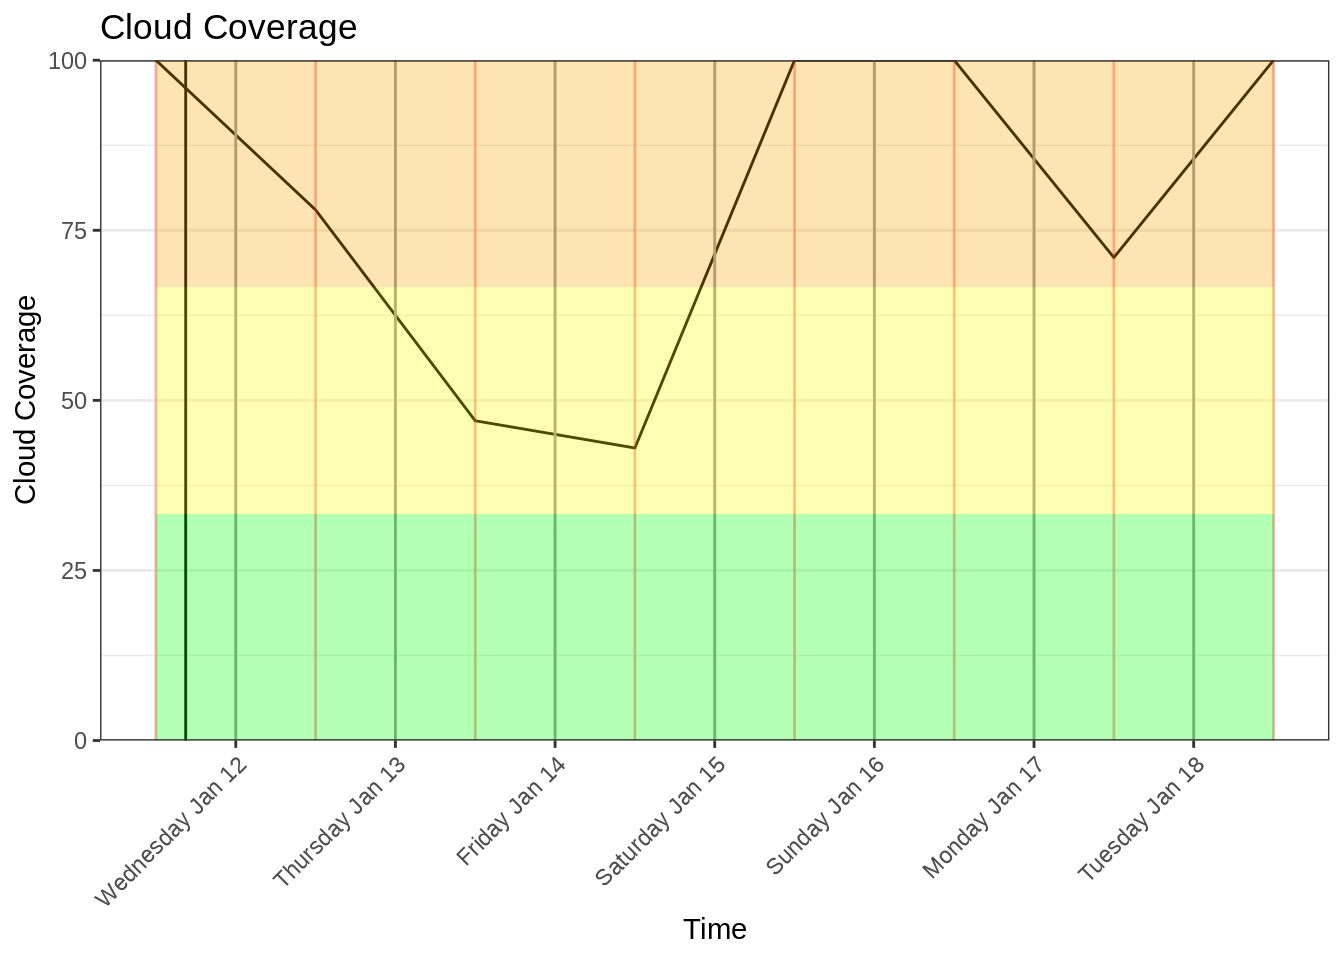 Cloud Coverage
100
75
50
25
0
Cloud Coverage
Wednesday Jan 12
Thursday Jan 13
Friday Jan 14
Saturday Jan 15
Sunday Jan 16
Monday Jan 17
Tuesday Jan 18
Time